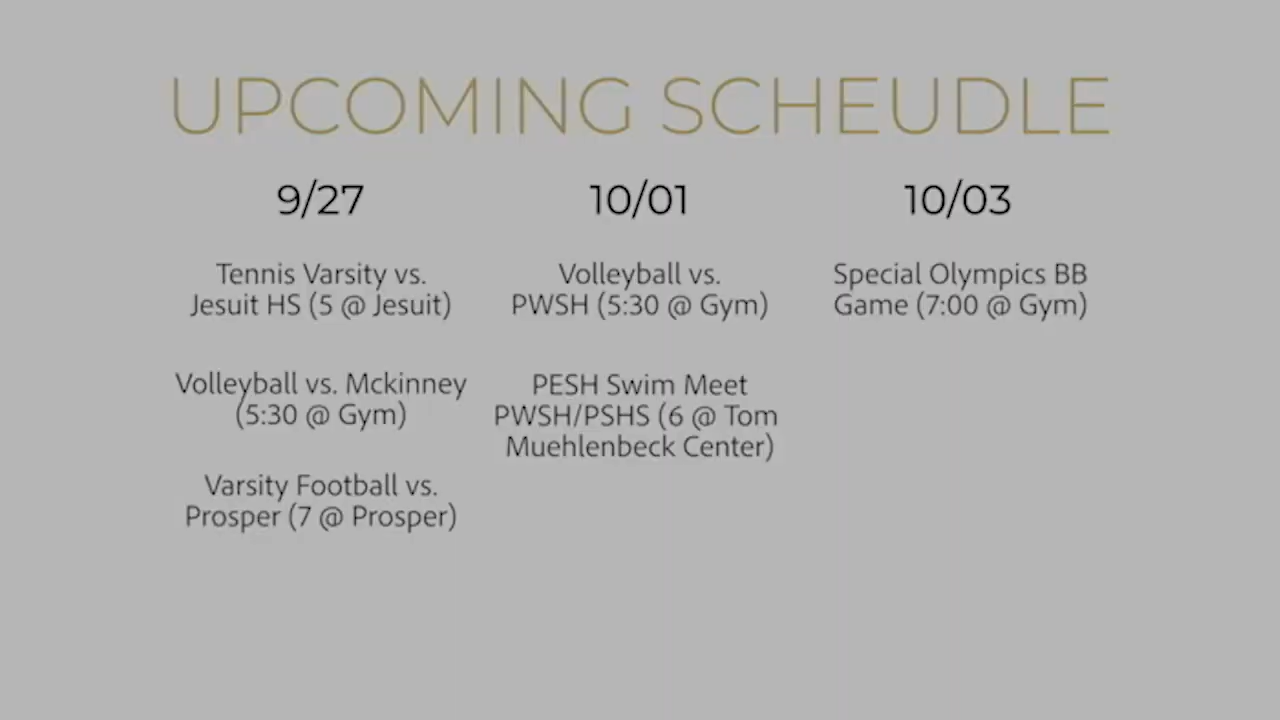 UPCOMING SCHEUDLE
9/27
Tennis Varsity vs.
Jesuit HS (5 @ Jesuit)
Volleyball vs. Mckinney
(5:30 @ Gym)
Varsity Football vs.
Prosper (7 @ Prosper)
10/01
Volleyball vs.
PWSH (5:30 @ Gym)
PESH Swim Meet
PWSH/PSHS (6 @ Tom
Muehlenbeck Center)
10/03
Special Olympics BB
Game (7:00 @ Gym)